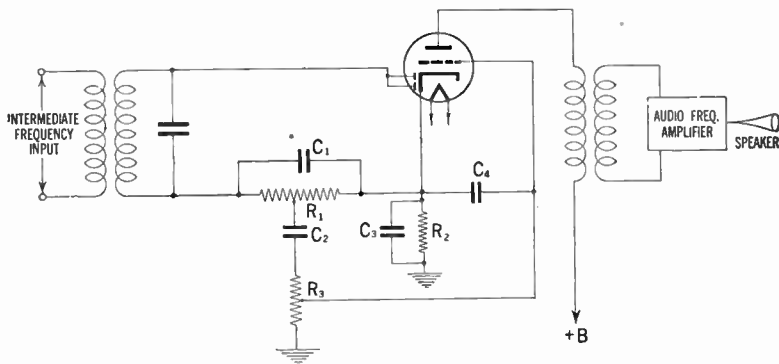 INTERMEDIATE
FREQUENCY
INPUT
C1
R1
C2
R3
C3
R2
C4
+B
AUDIO FREQ.
AMPLIFIER
SPEAKER